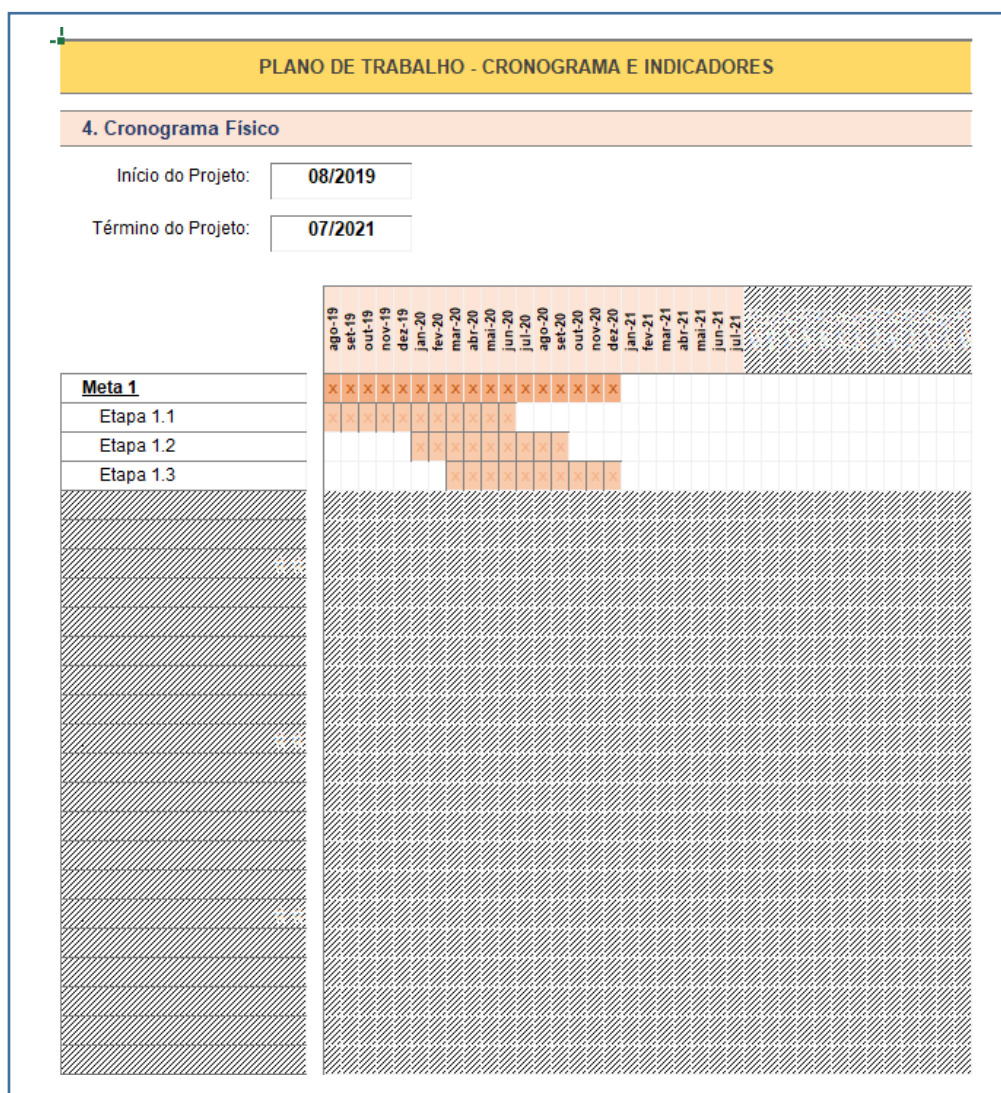 PLANO DE TRABALHO - CRONOGRAMA E INDICADORES
4. Cronograma Físico
Início do Projeto: 08/2019
Término do Projeto: 07/2021
ago-19 set-19 out-19 nov-19 dez-19 jan-20 fev-20 mar-20 abr-20 mai-20 jun-20 jul-20 ago-20 set-20 out-20 nov-20 dez-20 jan-21 fev-21 mar-21 abr-21 mai-21 jun-21 jul-21
Meta 1 x x x x x x x x x x x x x x x x x
Etapa 1.1 x x x x x x x x x x x
Etapa 1.2 x x x x x x x x x
Etapa 1.3 x x x x x x x x x x